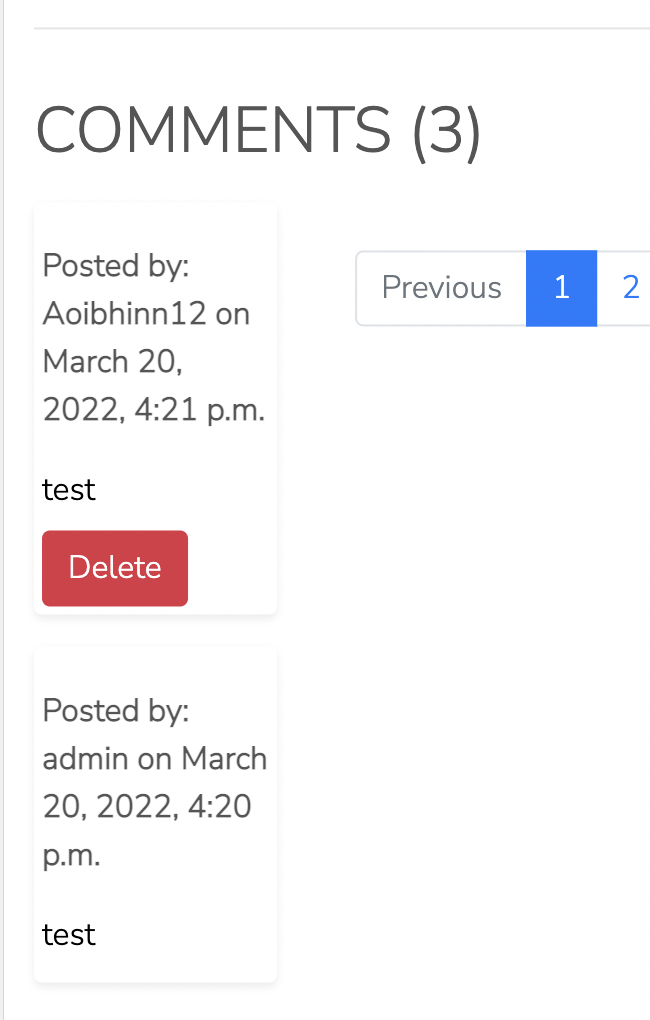 COMMENTS (3)
Posted by:
Aoibhinn12 on
March 20,
2022, 4:21 p.m.
test
Delete
Previous 1 2
Posted by:
admin on March
20, 2022, 4:20
p.m.
test